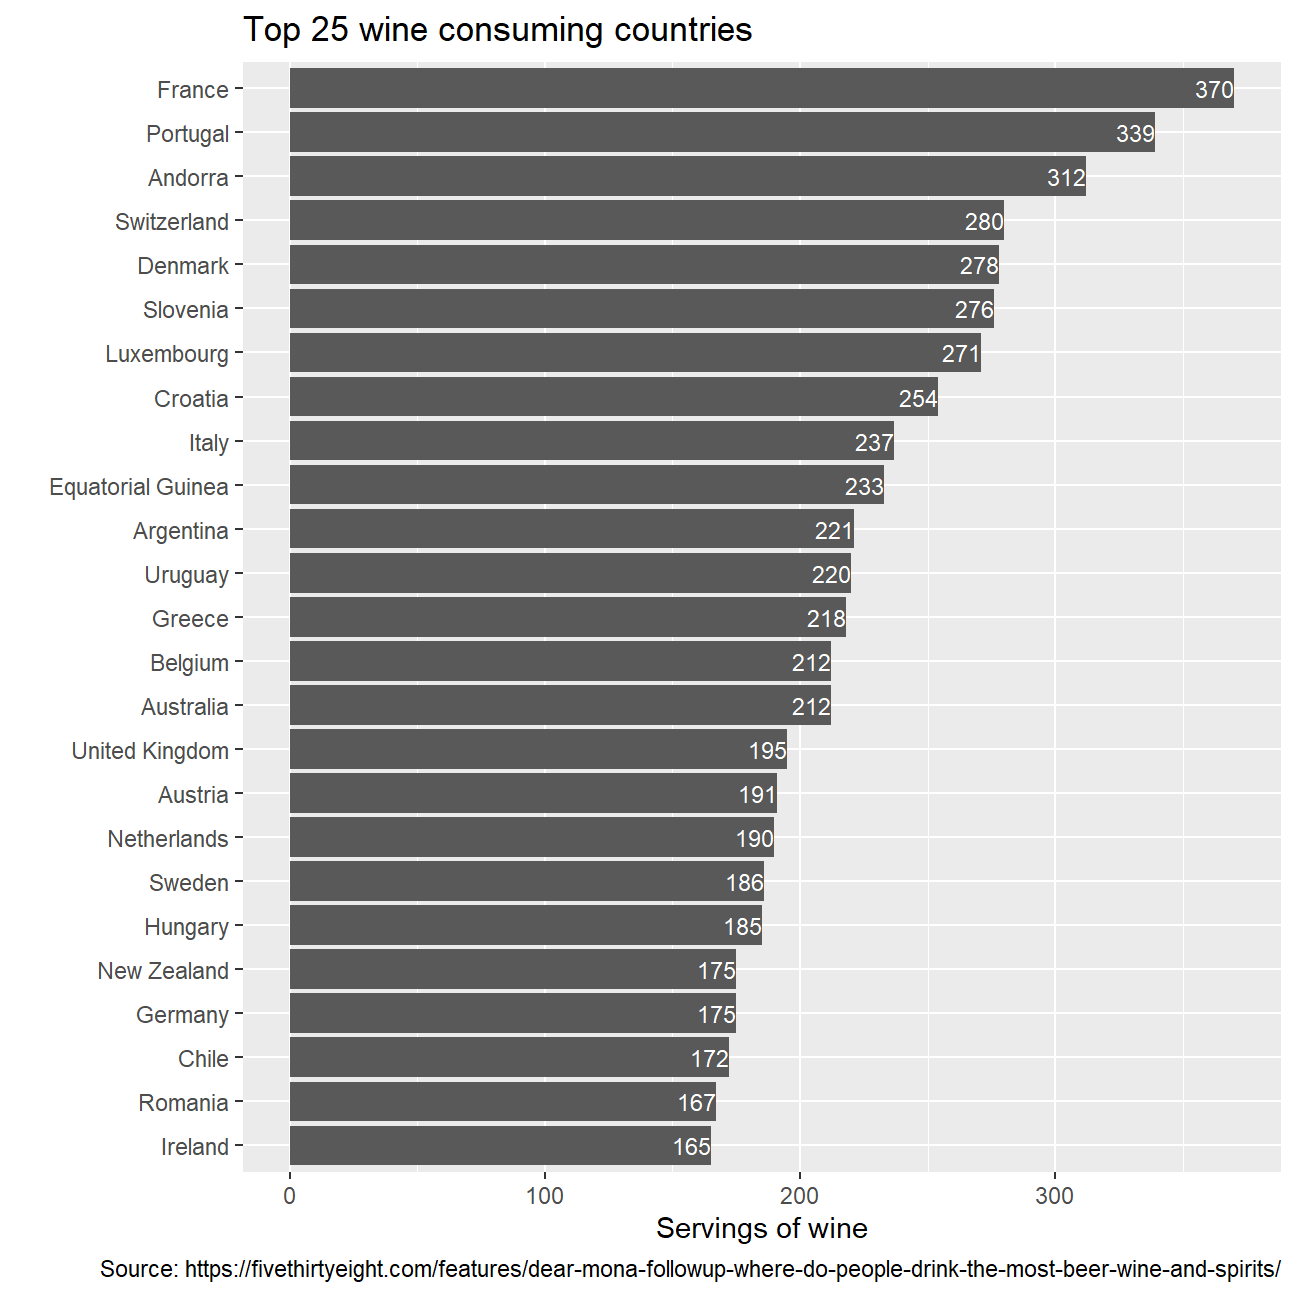 Top 25 wine consuming countries
France 370
Portugal 339
Andorra 312
Switzerland 280
Denmark 278
Slovenia 276
Luxembourg 271
Croatia 254
Italy 237
Equatorial Guinea 233
Argentina 221
Uruguay 220
Greece 218
Belgium 212
Australia 212
United Kingdom 195
Austria 191
Netherlands 190
Sweden 186
Hungary 185
New Zealand 175
Germany 175
Chile 172
Romania 167
Ireland 165
0 100 200 300
Servings of wine
Source: https://fivethirtyeight.com/features/dear-mona-followup-where-do-people-drink-the-most-beer-wine-and-spirits/